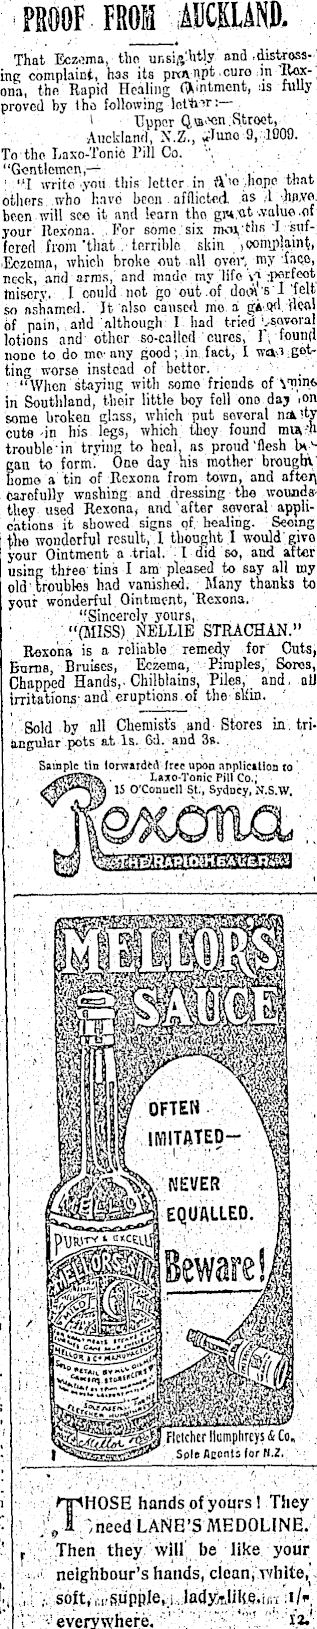 PROOF FROM AUCKLAND.
That Eczema, the unsightly and distress-
ing complaint, has its prompt cure in Rex-
ona, the Rapid Healing Ointment, is fully
proved by the following letter:—
Upper Queen Street,
Auckland, N.Z., June 9, 1909.
To the Laxo-Tonic Pill Co.
"Gentlemen,—
"I write you this letter in the hope that
others who have been afflicted as I have
been will see it and learn the great value of
your Rexona. For some six months I suf-
fered from that terrible skin complaint,
Eczema, which broke out all over my face,
neck, and arms, and made my life a perfect
misery. I could not go out of doors I felt
so ashamed. It also caused me a good deal
of pain, and although I had tried several
lotions and other so-called cures, I found
none to do me any good; in fact, I was get-
ting worse instead of better.
"When staying with some friends of mine
in Southland, their little boy fell one day on
some broken glass, which put several nasty
cuts in his legs, which they found much
trouble in trying to heal, as proud flesh be-
gan to form. One day his mother brought
home a tin of Rexona from town, and after
carefully washing and dressing the wounds
they used Rexona, and after several appli-
cations it showed signs of healing. Seeing
the wonderful result, I thought I would give
your Ointment a trial. I did so, and after
using three tins I am pleased to say all my
old troubles had vanished. Many thanks to
your wonderful Ointment, Rexona.
"Sincerely yours,
"(MISS) NELLIE STRACHAN."
Rexona is a reliable remedy for Cuts,
Burns, Bruises, Eczema, Pimples, Sores,
Chapped Hands, Chilblains, Piles, and all
irritations and eruptions of the skin.
Sold by all Chemists and Stores in tri-
angular pots at 1s. 6d. and 3s.
Sample tin forwarded free upon application to
Laxo-Tonic Pill Co.,
15 O'Connell St., Sydney, N.S.W.
Rexona
THE RAPID HEALER
MELLOR'S
SAUCE
OFTEN
IMITATED—
NEVER
EQUALLED.
Beware!
PURITY & EXCELL
MELLOR'S
MELLOR & CO MANUFACTURE
SOLD RETAIL BY ALL OILMEN
Mellor
Fletcher Humphreys & Co.
Sole Agents for N.Z.
THOSE hands of yours! They
need LANE'S MEDOLINE.
Then they will be like your
neighbour's hands, clean, white,
soft, supple, lady-like. 1/-
everywhere. 12